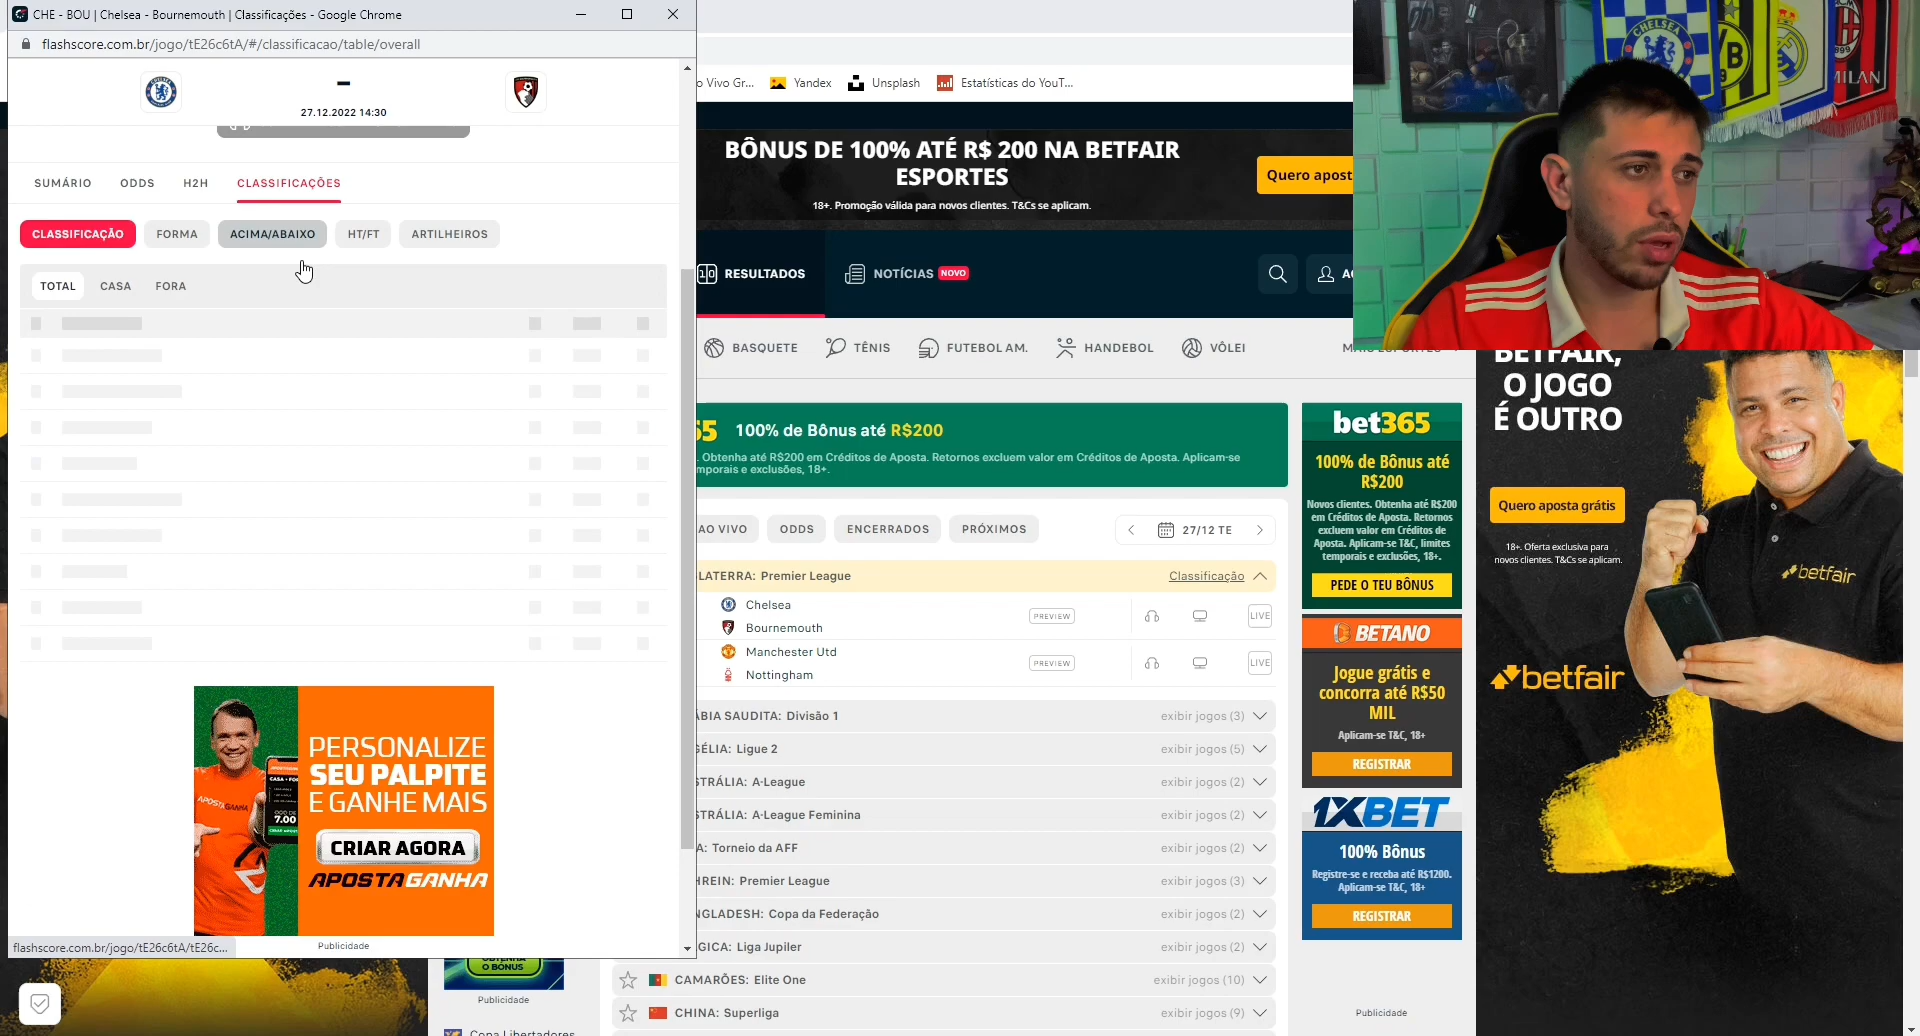 CHE - BOU | Chelsea - Bournemouth | Classificações - Google Chrome
flashscore.com.br/jogo/tE26c6tA/#/classificacao/table/overall
27.12.2022 14:30
SUMÁRIO ODDS H2H CLASSIFICAÇÕES
CLASSIFICAÇÃO FORMA ACIMA/ABAIXO HT/FT ARTILHEIROS
TOTAL CASA FORA
PERSONALIZE
SEU PALPITE
E GANHE MAIS
CRIAR AGORA
APOSTAGANHA
7.00
Publicidade
flashscore.com.br/jogo/tE26c6tA/tE26c...
o Vivo Gr... Yandex Unsplash Estatísticas do YouT...
BÔNUS DE 100% ATÉ R$ 200 NA BETFAIR
ESPORTES
18+. Promoção válida para novos clientes. T&Cs se aplicam.
Quero apost
RESULTADOS NOTÍCIAS NOVO
BASQUETE TÊNIS FUTEBOL AM. HANDEBOL VÔLEI
100% de Bônus até R$200
. Obtenha até R$200 em Créditos de Aposta. Retornos excluem valor em Créditos de Aposta. Aplicam-se
mporais e exclusões, 18+.
AO VIVO ODDS ENCERRADOS PRÓXIMOS 27/12 TE
LATERRA: Premier League Classificação
Chelsea
Bournemouth
PREVIEW LIVE
Manchester Utd
Nottingham
PREVIEW LIVE
ÁBIA SAUDITA: Divisão 1 exibir jogos (3)
GÉLIA: Ligue 2 exibir jogos (5)
STRÁLIA: A-League exibir jogos (2)
STRÁLIA: A-League Feminina exibir jogos (2)
A: Torneio da AFF exibir jogos (2)
HREIN: Premier League exibir jogos (3)
NGLADESH: Copa da Federação exibir jogos (2)
GICA: Liga Jupiler exibir jogos (2)
CAMARÕES: Elite One exibir jogos (10)
CHINA: Superliga exibir jogos (9)
O BÔNUS
Publicidade
Copa Libertadores
bet365
100% de Bônus até
R$200
Novos clientes. Obtenha até R$200
em Créditos de Aposta. Retornos
excluem valor em Créditos de
Aposta. Aplicam-se T&C, limites
temporais e exclusões, 18+.
PEDE O TEU BÔNUS
BETANO
Jogue grátis e
concorra até R$50
MIL
Aplicam-se T&C, 18+
REGISTRAR
1XBET
100% Bônus
Registre-se e receba até R$1200.
Aplicam-se T&C, 18+
REGISTRAR
Publicidade
BETFAIR,
O JOGO
É OUTRO
Quero aposta grátis
18+. Oferta exclusiva para
novos clientes. T&Cs se aplicam.
betfair
betfair
CHELSEA
MILAN